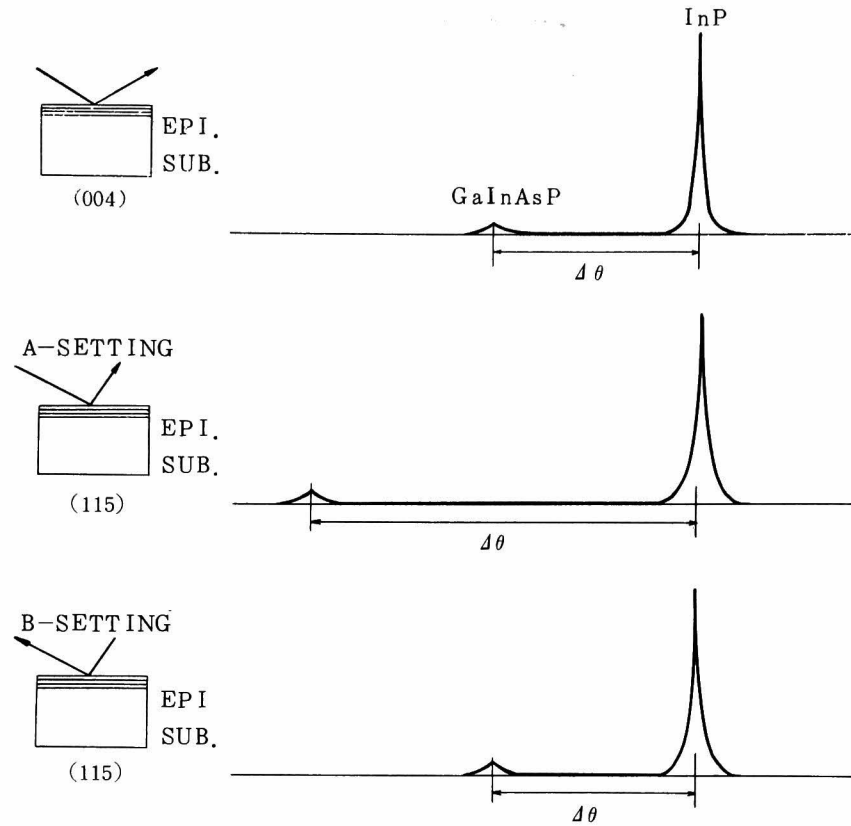 InP
EPI.
SUB.
(004)
GaInAsP
Δθ
A-SETTING
EPI.
SUB.
(115)
Δθ
B-SETTING
EPI
SUB.
(115)
Δθ